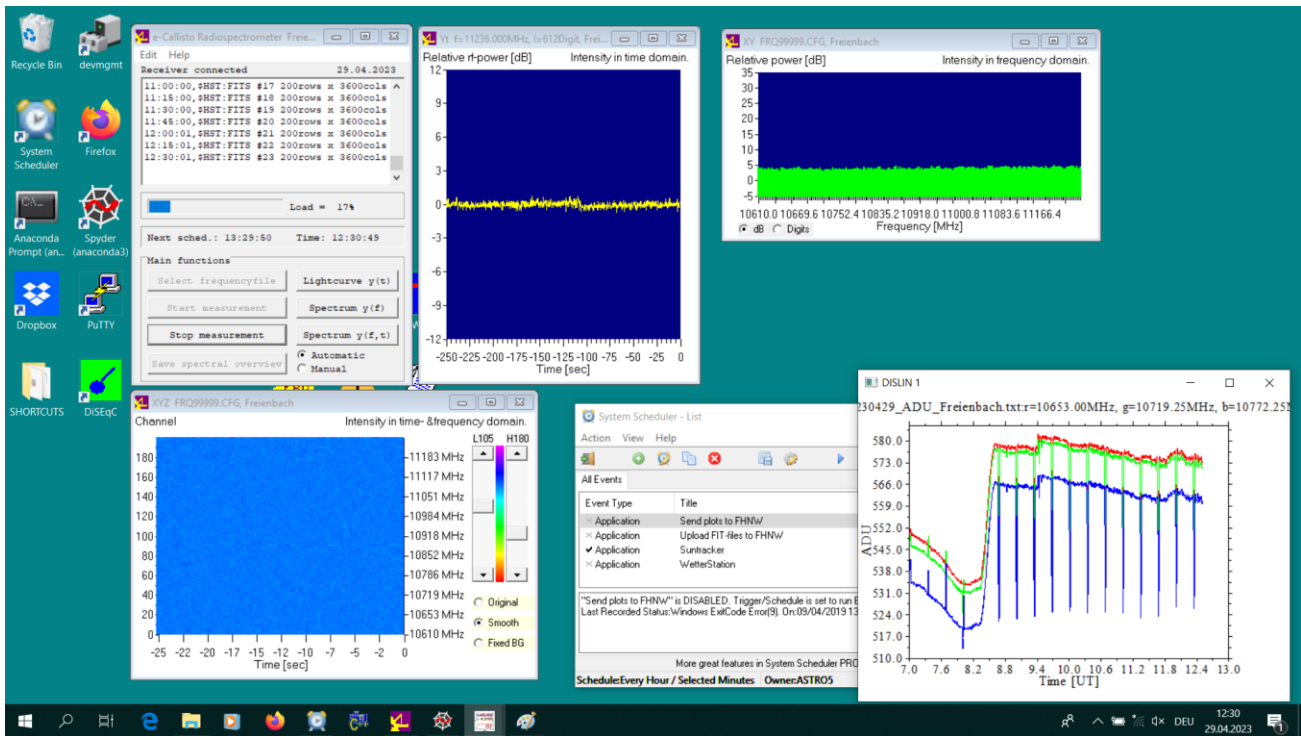 Recycle Bin
devmgmt
System Scheduler
Firefox
Anaconda Prompt (an...
Spyder (anaconda3)
Dropbox
PuTTY
SHORTCUTS
DiSEqC
e-Callisto Radiospectrometer Freie...
Edit Help
Receiver connected 29.04.2023
11:00:00,$HST:FITS #17 200rows x 3600cols
11:15:00,$HST:FITS #18 200rows x 3600cols
11:30:00,$HST:FITS #19 200rows x 3600cols
11:45:00,$HST:FITS #20 200rows x 3600cols
12:00:01,$HST:FITS #21 200rows x 3600cols
12:15:01,$HST:FITS #22 200rows x 3600cols
12:30:01,$HST:FITS #23 200rows x 3600cols
Load = 17%
Next sched.: 13:29:50 Time: 12:30:49
Main functions
Select frequencyfile Lightcurve y(t)
Start measurement Spectrum y(f)
Stop measurement Spectrum y(f,t)
Save spectral overview
Automatic
Manual
Yt f=11236.000MHz, I=612Digit, Frei...
Relative rf-power [dB] Intensity in time domain.
12
9
6
3
0
-3
-6
-9
-12
-250 -225 -200 -175 -150 -125 -100 -75 -50 -25 0
Time [sec]
XY FRQ99999.CFG, Freienbach
Relative power [dB] Intensity in frequency domain.
35
30
25
20
15
10
5
0
-5
10610.0 10669.6 10752.4 10835.2 10918.0 11000.8 11083.6 11166.4
dB Digits Frequency [MHz]
XYZ FRQ99999.CFG, Freienbach
Channel Intensity in time- &frequency domain.
L105 H180
180 11183 MHz
160 11117 MHz
140 11051 MHz
120 10984 MHz
100 10918 MHz
80 10852 MHz
60 10786 MHz
40 10719 MHz
20 10653 MHz
0 10610 MHz
Original
Smooth
Fixed BG
-25 -22 -20 -17 -15 -12 -10 -7 -5 -2 0
Time [sec]
System Scheduler - List
Action View Help
All Events
Event Type Title
Application Send plots to FHNW
Application Upload FIT-files to FHNW
Application Suntracker
Application WetterStation
"Send plots to FHNW" is DISABLED. Trigger/Schedule is set to run E
Last Recorded Status:Windows ExitCode Error(9). On:09/04/2019 13
More great features in System Scheduler PRO
Schedule:Every Hour / Selected Minutes Owner:ASTRO5
DISLIN 1
230429_ADU_Freienbach.txt:r=10653.00MHz, g=10719.25MHz, b=10772.25M
ADU
580.0
573.0
566.0
559.0
552.0
545.0
538.0
531.0
524.0
517.0
510.0
7.0 7.6 8.2 8.8 9.4 10.0 10.6 11.2 11.8 12.4 13.0
Time [UT]
DEU
12:30
29.04.2023
1